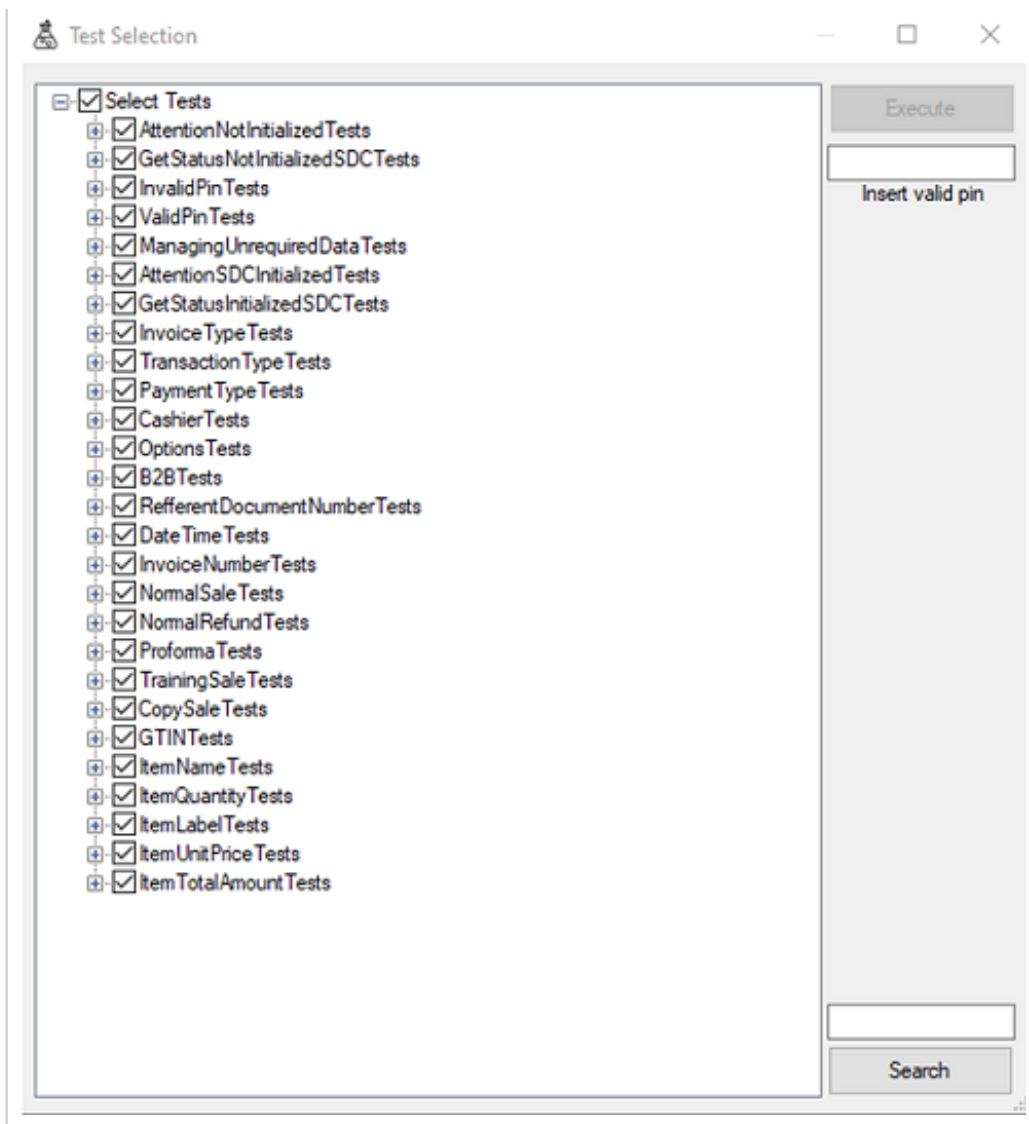 Test Selection
Select Tests
AttentionNotInitializedTests
GetStatusNotInitializedSDCTests
InvalidPinTests
ValidPinTests
ManagingUnrequiredDataTests
AttentionSDCInitializedTests
GetStatusInitializedSDCTests
InvoiceTypeTests
TransactionTypeTests
PaymentTypeTests
CashierTests
OptionsTests
B2BTests
RefferentDocumentNumberTests
DateTimeTests
InvoiceNumberTests
NormalSaleTests
NormalRefundTests
ProformaTests
TrainingSaleTests
CopySaleTests
GTINTests
ItemNameTests
ItemQuantityTests
ItemLabelTests
ItemUnitPriceTests
ItemTotalAmountTests
Execute
Insert valid pin
Search